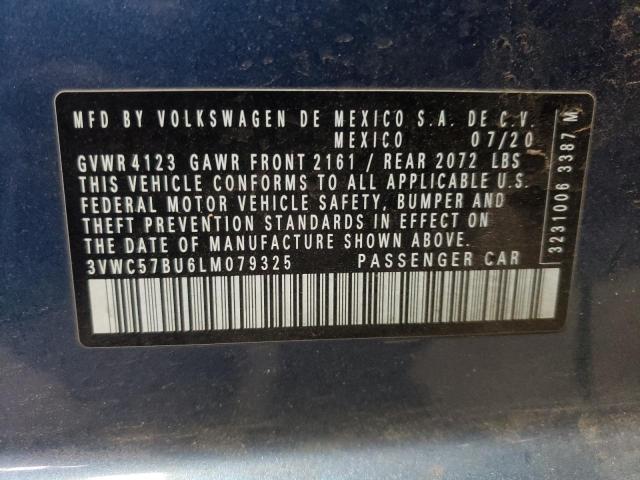 MFD BY VOLKSWAGEN DE MEXICO S.A. DE C.V.
MEXICO 07/20
GVWR 4123 GAWR FRONT 2161 / REAR 2072 LBS
THIS VEHICLE CONFORMS TO ALL APPLICABLE U.S.
FEDERAL MOTOR VEHICLE SAFETY, BUMPER AND
THEFT PREVENTION STANDARDS IN EFFECT ON
THE DATE OF MANUFACTURE SHOWN ABOVE.
3VWC57BU6LM079325 PASSENGER CAR
3231006 3387 M